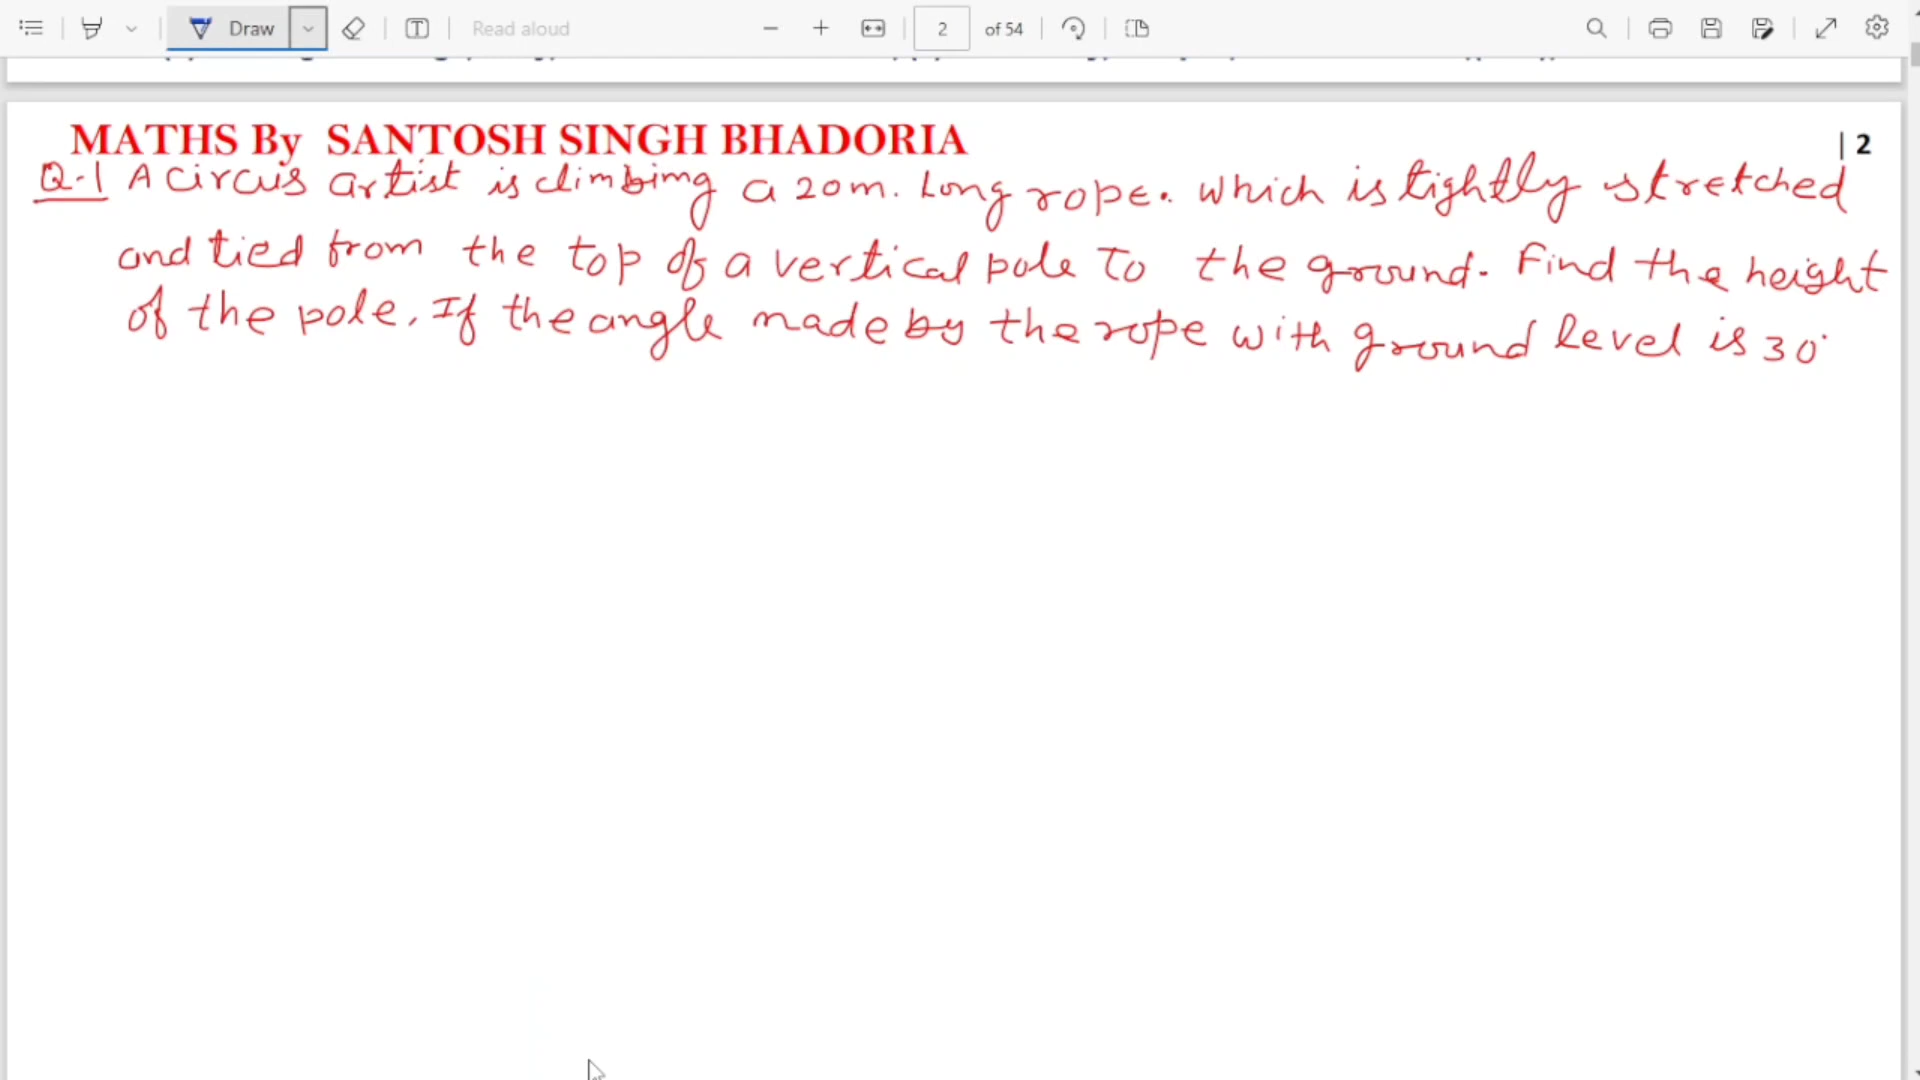 Draw
Read aloud
2 of 54
MATHS By SANTOSH SINGH BHADORIA | 2
Q-1 A Circus artist is climbimg a 20m. Long rope. which is tightly stretched
and tied from the top of a vertical pole To the ground. Find the height
of the pole. If the angle made by the rope with ground level is 30°